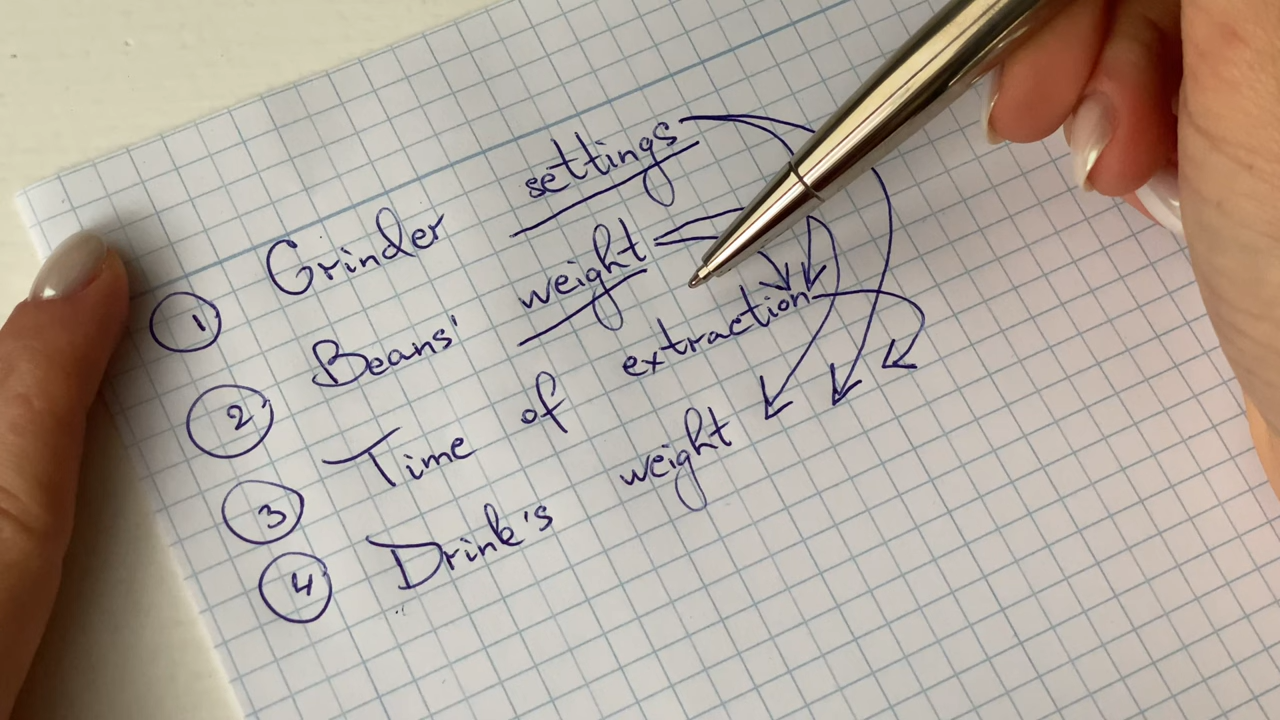 1 Grinder settings
2 Beans' weight
3 Time of extraction
4 Drink's weight